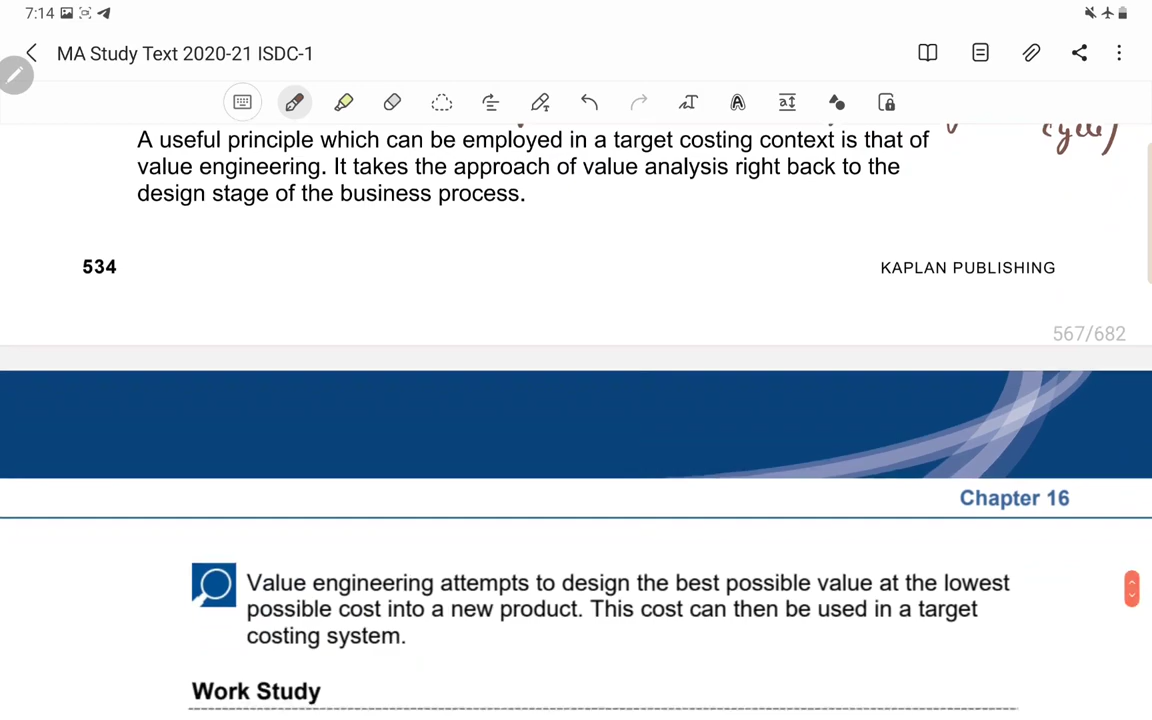 7:14
MA Study Text 2020-21 ISDC-1
A useful principle which can be employed in a target costing context is that of
value engineering. It takes the approach of value analysis right back to the
design stage of the business process.
cycle)
534
KAPLAN PUBLISHING
567/682
Chapter 16
Value engineering attempts to design the best possible value at the lowest
possible cost into a new product. This cost can then be used in a target
costing system.
Work Study